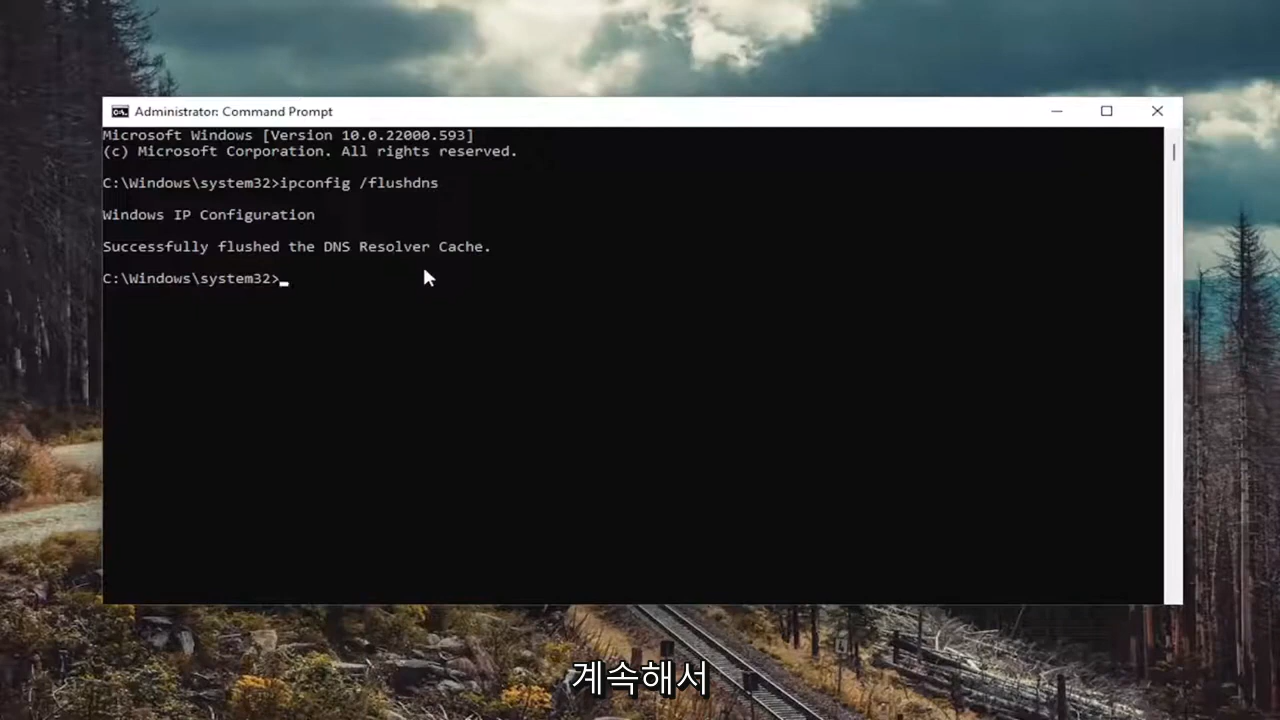 Administrator: Command Prompt
Microsoft Windows [Version 10.0.22000.593]
(c) Microsoft Corporation. All rights reserved.
C:\Windows\system32>ipconfig /flushdns
Windows IP Configuration
Successfully flushed the DNS Resolver Cache.
C:\Windows\system32>
계속해서